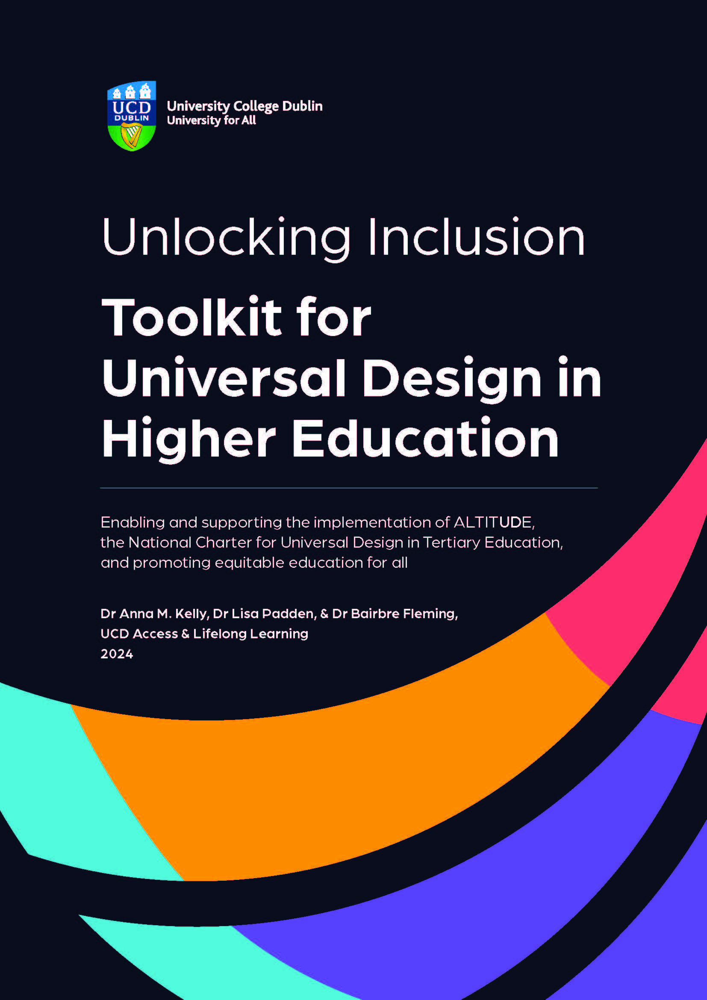 UCD
DUBLIN
University College Dublin
University for All
Unlocking Inclusion
Toolkit for
Universal Design in
Higher Education
Enabling and supporting the implementation of ALTITUDE,
the National Charter for Universal Design in Tertiary Education,
and promoting equitable education for all
Dr Anna M. Kelly, Dr Lisa Padden, & Dr Bairbre Fleming,
UCD Access & Lifelong Learning
2024